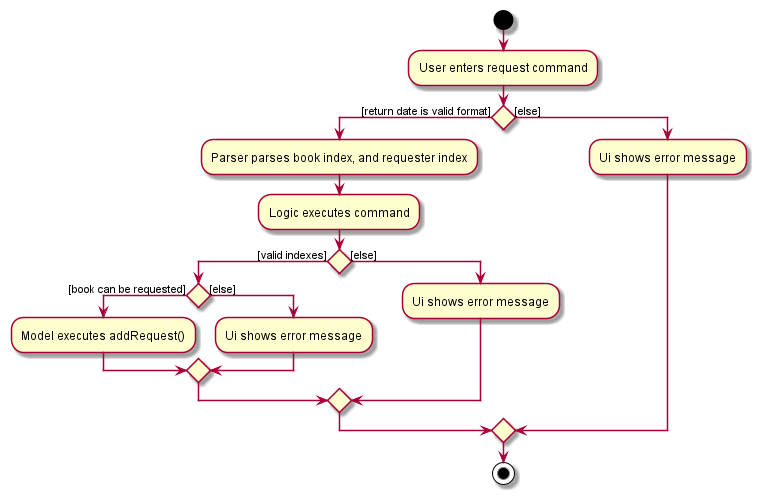 User enters request command
[return date is valid format]
[else]
Parser parses book index, and requester index
Ui shows error message
Logic executes command
[valid indexes]
[else]
[book can be requested]
[else]
Ui shows error message
Model executes addRequest()
Ui shows error message